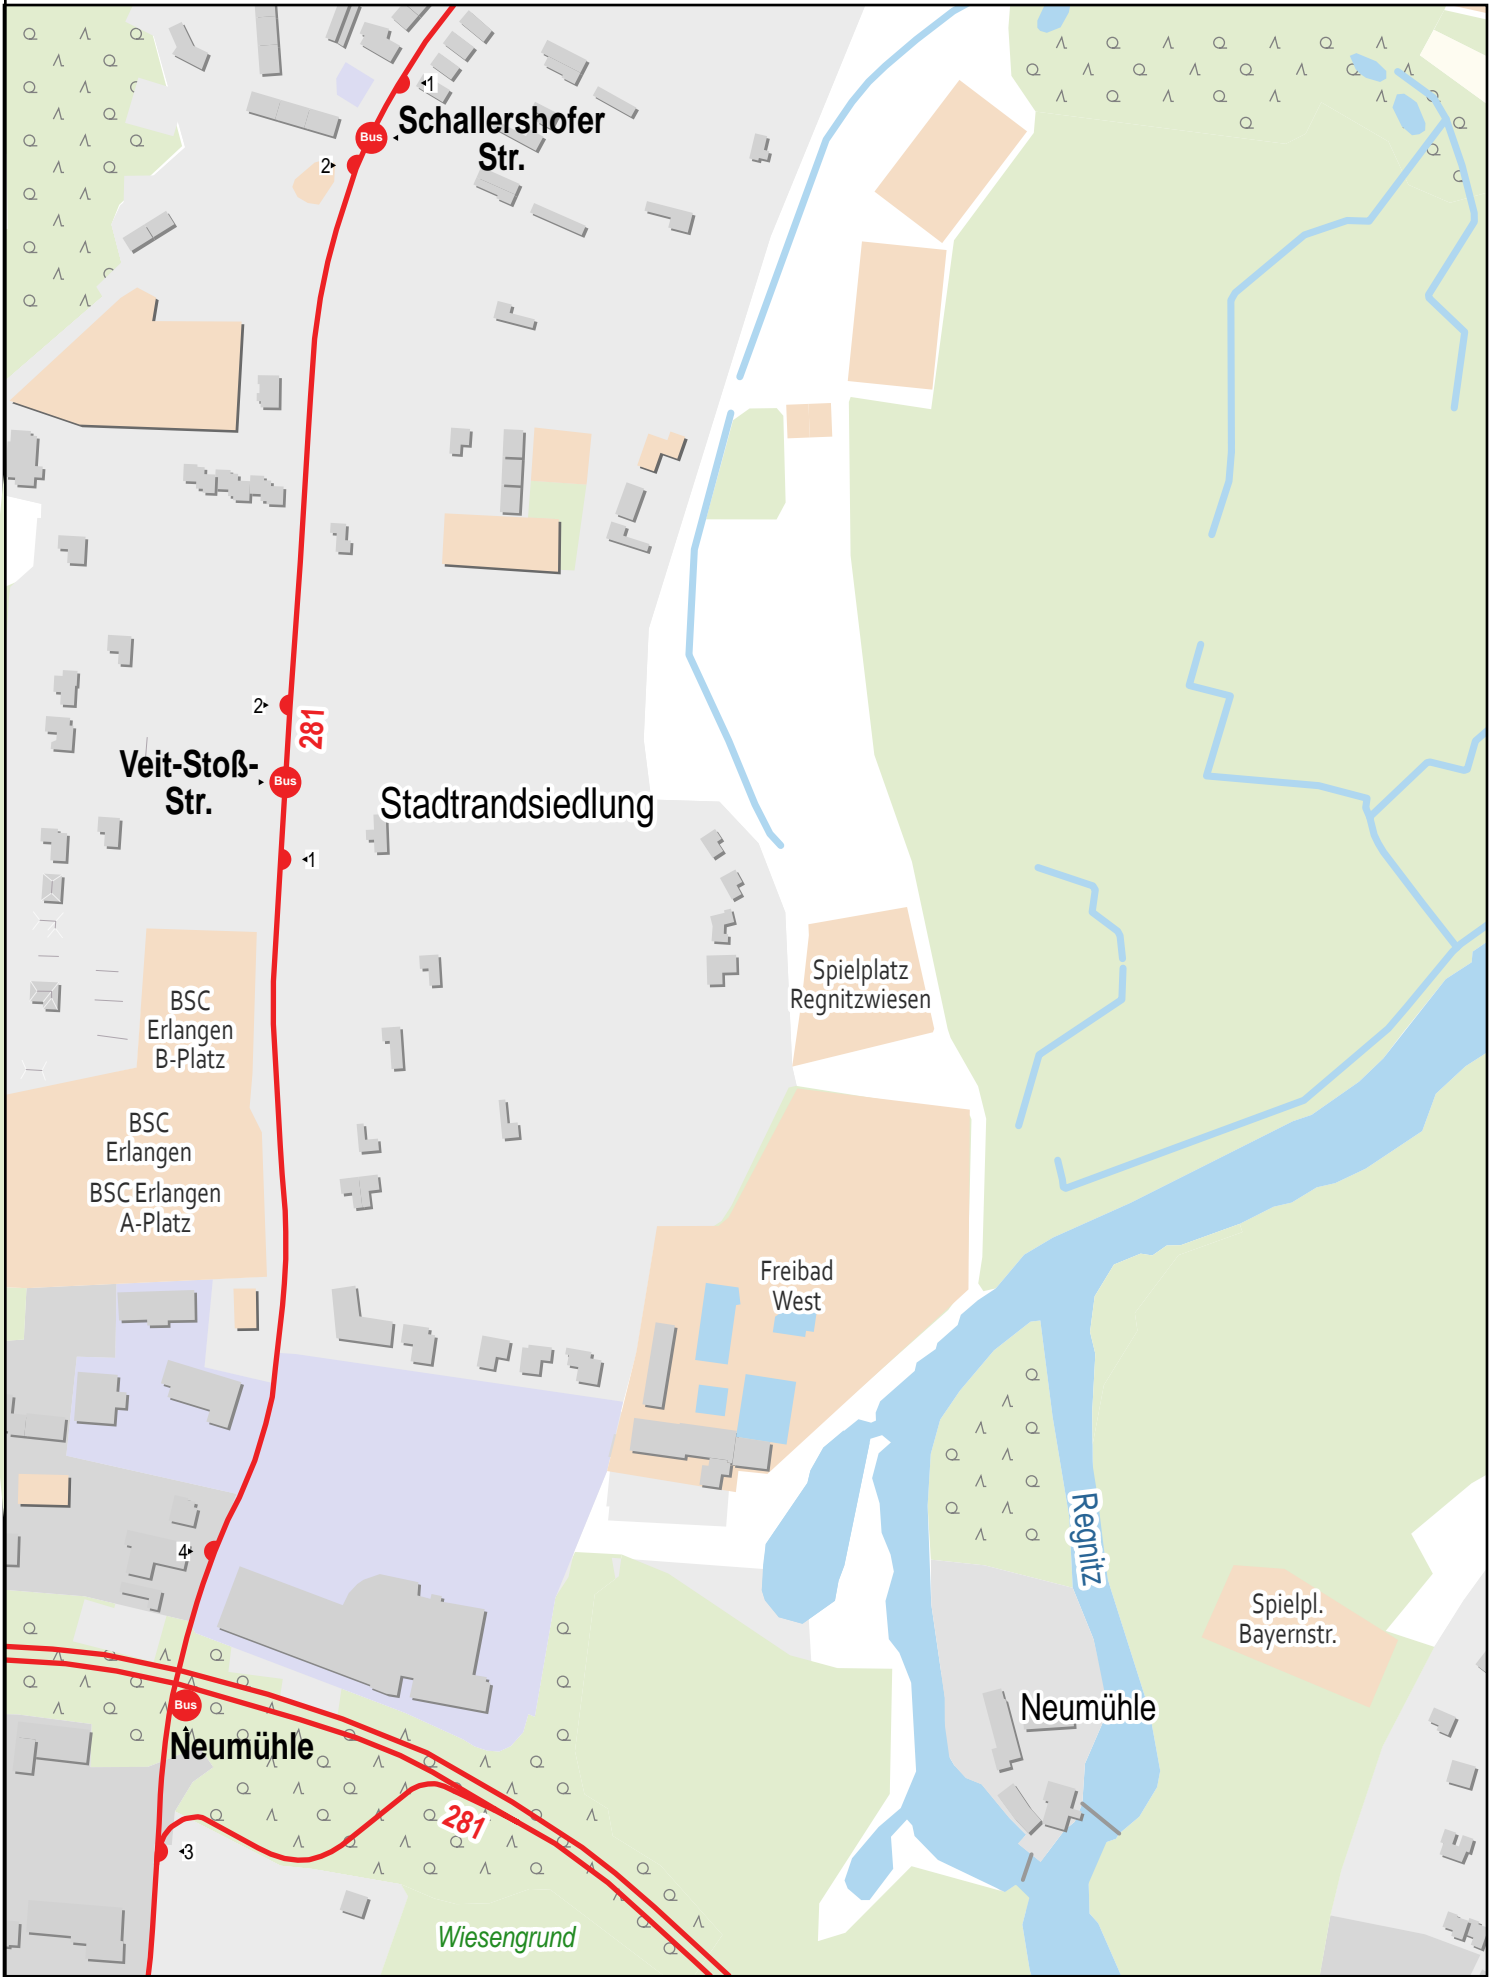 1
Schallershofer
Bus
Str.
2
2
281
Veit-Stoß-
Bus
Str.
Stadtrandsiedlung
1
Spielplatz
Regnitzwiesen
BSC
Erlangen
B-Platz
BSC
Erlangen
BSC Erlangen
A-Platz
Freibad
West
Regnitz
4
Spielpl.
Bayernstr.
Bus
Neumühle
Neumühle
281
3
Wiesengrund